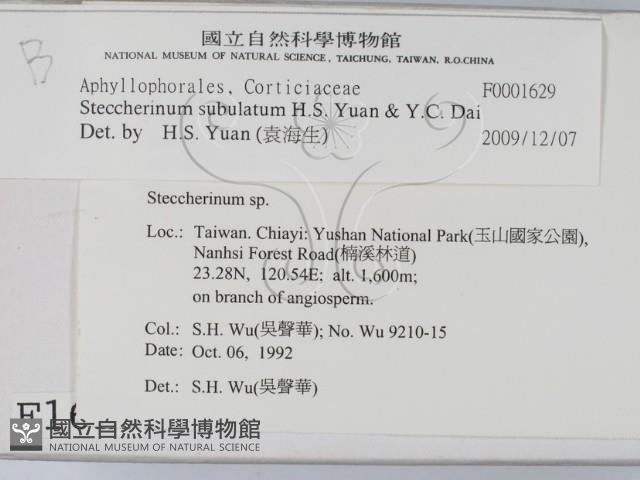 B
國立自然科學博物館
NATIONAL MUSEUM OF NATURAL SCIENCE, TAICHUNG, TAIWAN, R.O.CHINA
Aphyllophorales, Corticiaceae F0001629
Steccherinum subulatum H.S. Yuan & Y.C. Dai
Det. by H.S. Yuan (袁海生) 2009/12/07
Steccherinum sp.
Loc.: Taiwan. Chiayi: Yushan National Park(玉山國家公園),
Nanhsi Forest Road(楠溪林道)
23.28N, 120.54E; alt. 1,600m;
on branch of angiosperm.
Col.: S.H. Wu(吳聲華); No. Wu 9210-15
Date: Oct. 06, 1992
Det.: S.H. Wu(吳聲華)
國立自然科學博物館
NATIONAL MUSEUM OF NATURAL SCIENCE